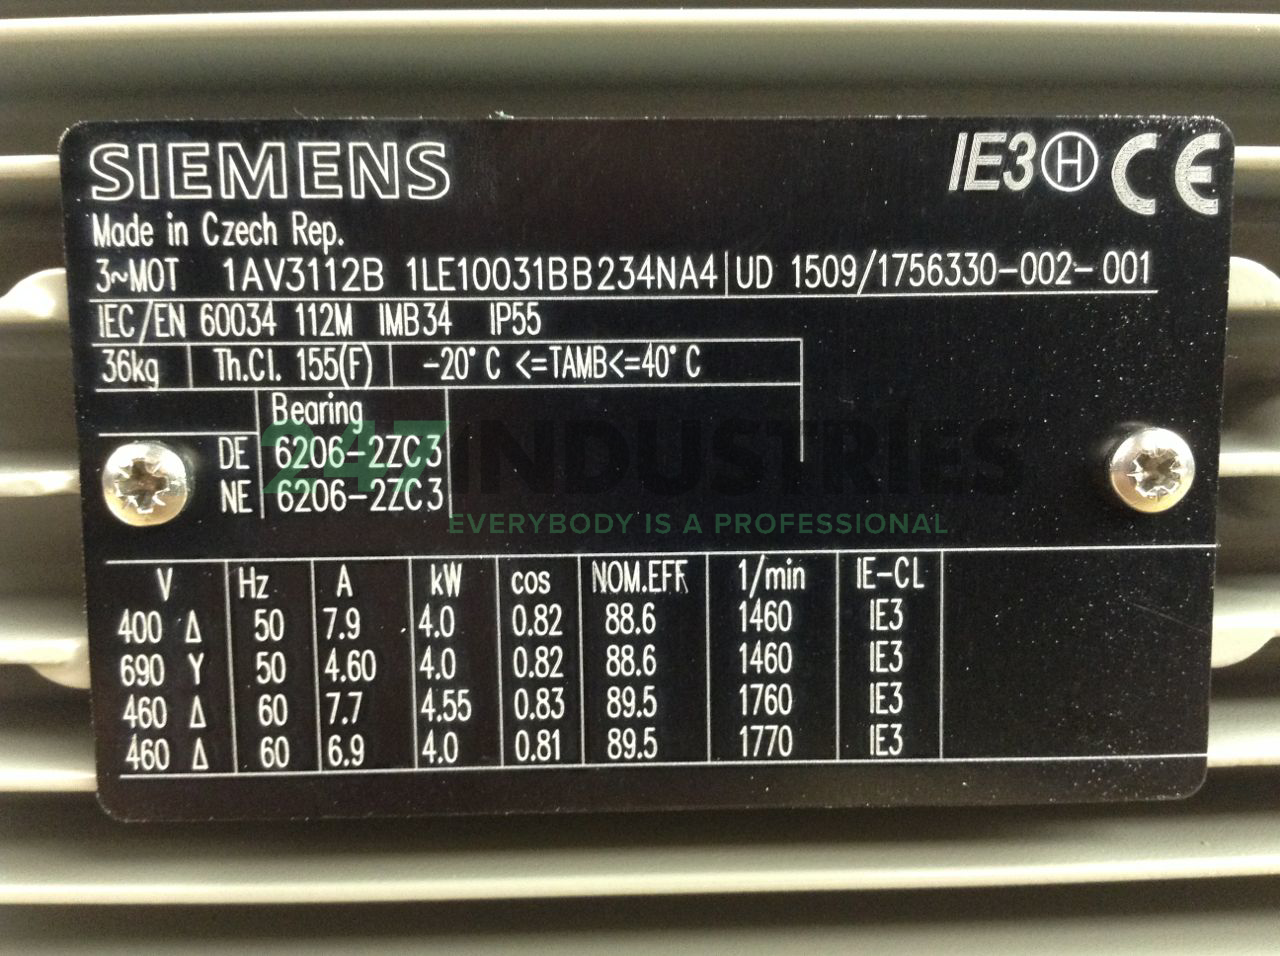 SIEMENS IE3 H CE
Made in Czech Rep.
3~MOT 1AV3112B 1LE10031BB234NA4 UD 1509/1756330-002-001
IEC/EN 60034 112M IMB34 IP55
36kg Th.Cl. 155(F) -20°C <=TAMB<=40°C
Bearing
DE 6206-2ZC3
NE 6206-2ZC3
247INDUSTRIES
EVERYBODY IS A PROFESSIONAL
V Hz A kW cos NOM.EFF 1/min IE-CL
400 Δ 50 7.9 4.0 0.82 88.6 1460 IE3
690 Y 50 4.60 4.0 0.82 88.6 1460 IE3
460 Δ 60 7.7 4.55 0.83 89.5 1760 IE3
460 Δ 60 6.9 4.0 0.81 89.5 1770 IE3